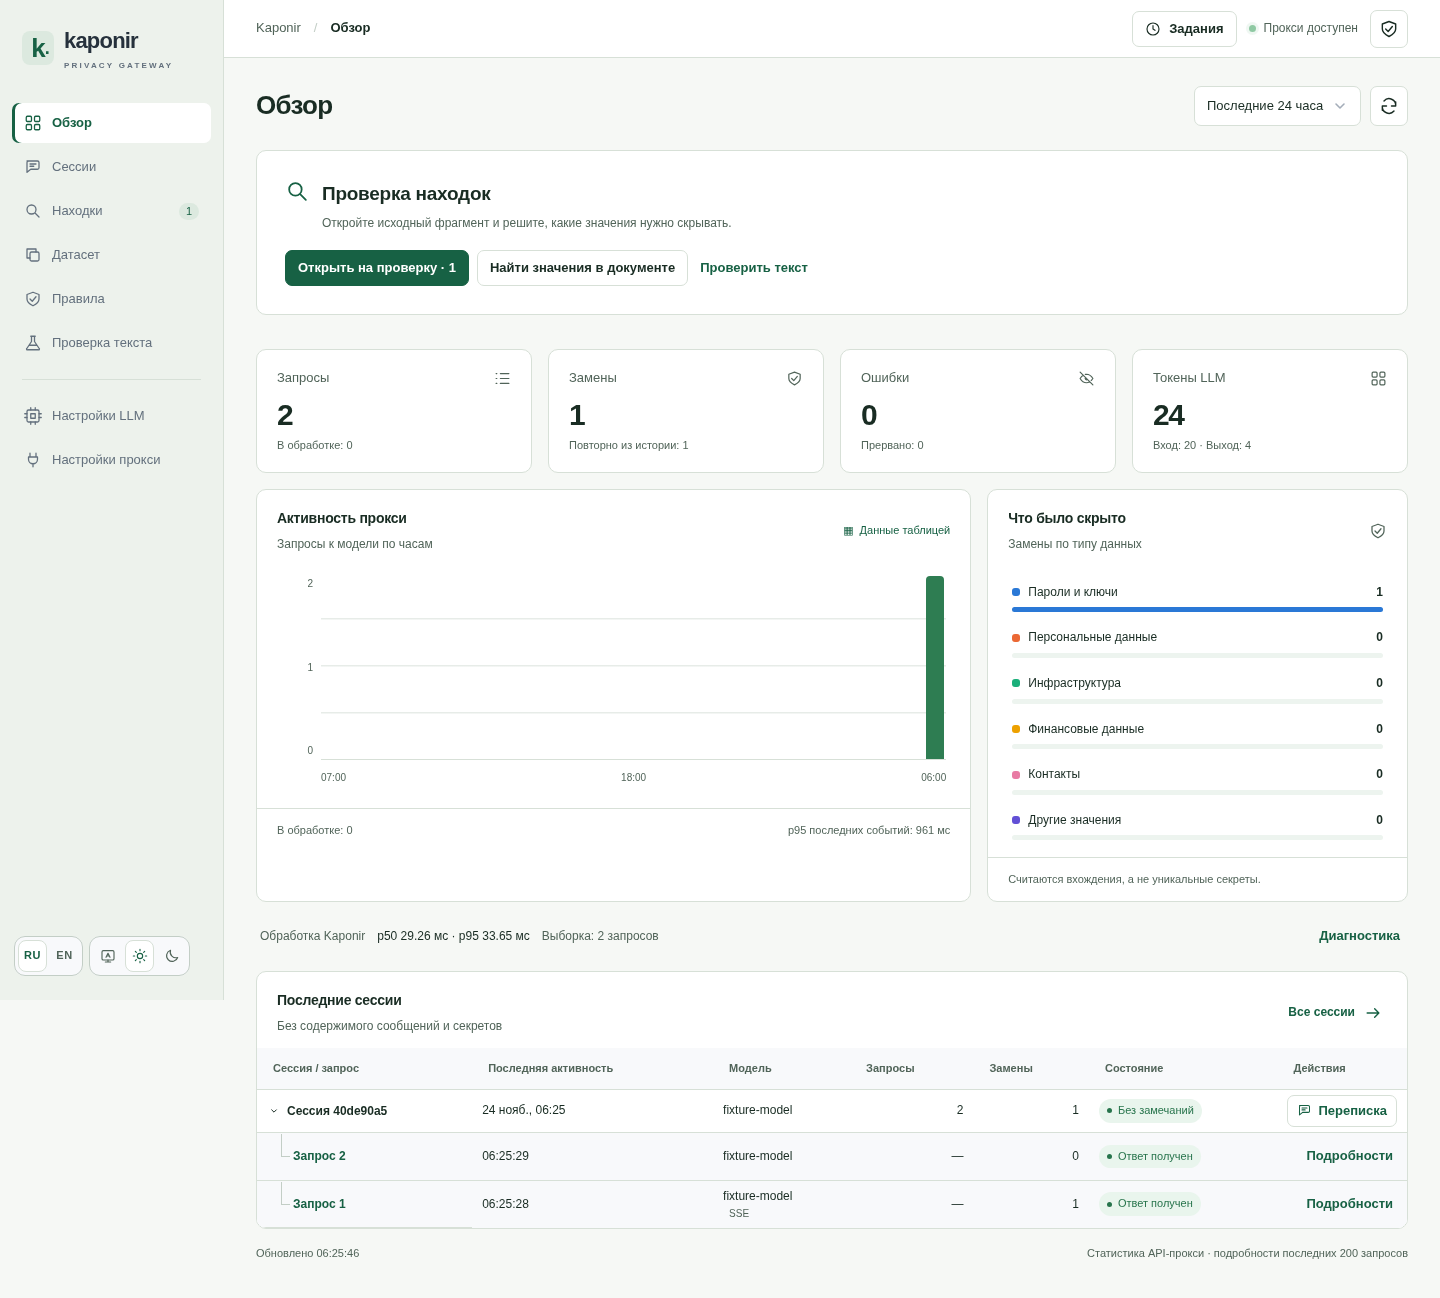 kaponir
PRIVACY GATEWAY
Обзор
Сессии
Находки 1
Датасет
Правила
Проверка текста
Настройки LLM
Настройки прокси
RU EN
Kaponir / Обзор
Задания
Прокси доступен
Обзор
Последние 24 часа
Проверка находок
Откройте исходный фрагмент и решите, какие значения нужно скрывать.
Открыть на проверку · 1
Найти значения в документе
Проверить текст
Запросы
2
В обработке: 0
Замены
1
Повторно из истории: 1
Ошибки
0
Прервано: 0
Токены LLM
24
Вход: 20 · Выход: 4
Активность прокси
Запросы к модели по часам
Данные таблицей
2
1
0
07:00 18:00 06:00
В обработке: 0
p95 последних событий: 961 мс
Что было скрыто
Замены по типу данных
Пароли и ключи 1
Персональные данные 0
Инфраструктура 0
Финансовые данные 0
Контакты 0
Другие значения 0
Считаются вхождения, а не уникальные секреты.
Обработка Kaponir p50 29.26 мс · p95 33.65 мс Выборка: 2 запросов
Диагностика
Последние сессии
Без содержимого сообщений и секретов
Все сессии
Сессия / запрос Последняя активность Модель Запросы Замены Состояние Действия
Сессия 40de90a5 24 нояб., 06:25 fixture-model 2 1 Без замечаний Переписка
Запрос 2 06:25:29 fixture-model — 0 Ответ получен Подробности
Запрос 1 06:25:28 fixture-model — 1 Ответ получен Подробности
SSE
Обновлено 06:25:46
Статистика API-прокси · подробности последних 200 запросов